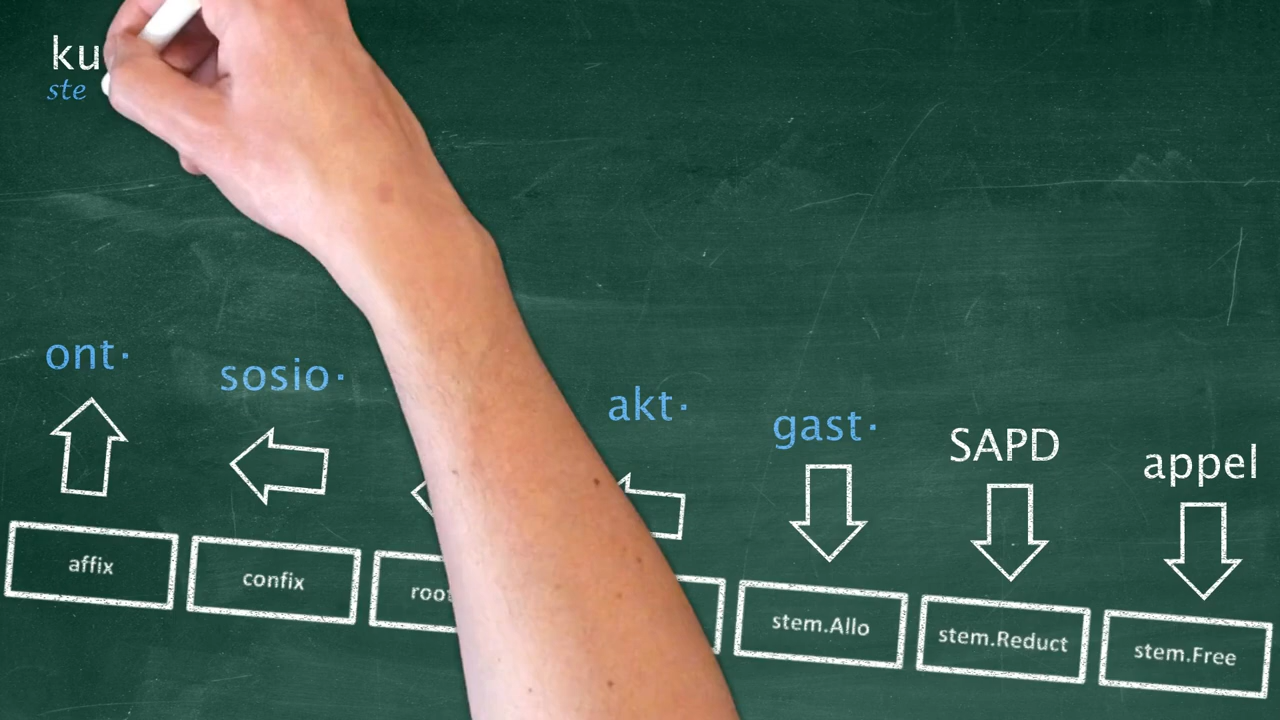 ku
ste
ont·
sosio·
akt·
gast·
SAPD
appel
affix
confix
stem.Allo
stem.Reduct
stem.Free